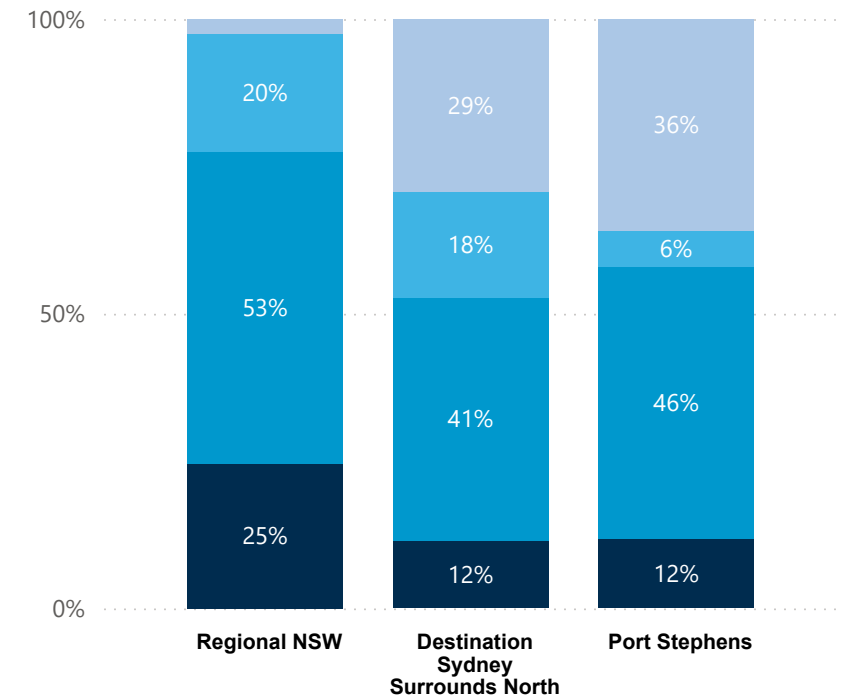 100%
20%
29%
36%
18%
6%
50%
53%
46%
41%
25%
12%
12%
0%
Regional NSW
Destination
Sydney
Surrounds North
Port Stephens